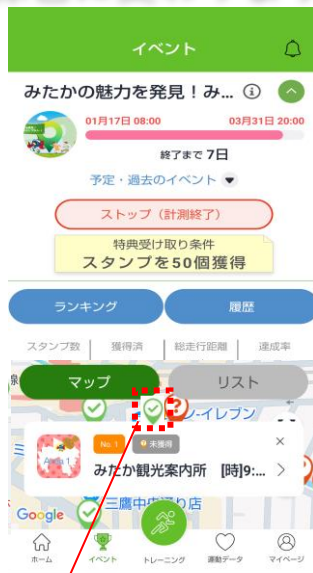 イベント
みたかの魅力を発見！み...
01月17日 08:00 03月31日 20:00
終了まで 7日
予定・過去のイベント
ストップ（計測終了）
特典受け取り条件
スタンプを50個獲得
ランキング 履歴
スタンプ数 獲得済 総走行距離 達成率
マップ リスト
ン-イレブン
No. 1 未獲得
みたか観光案内所 [時]9:...
三鷹中央通り店
Google
ホーム イベント トレーニング 運動データ マイページ